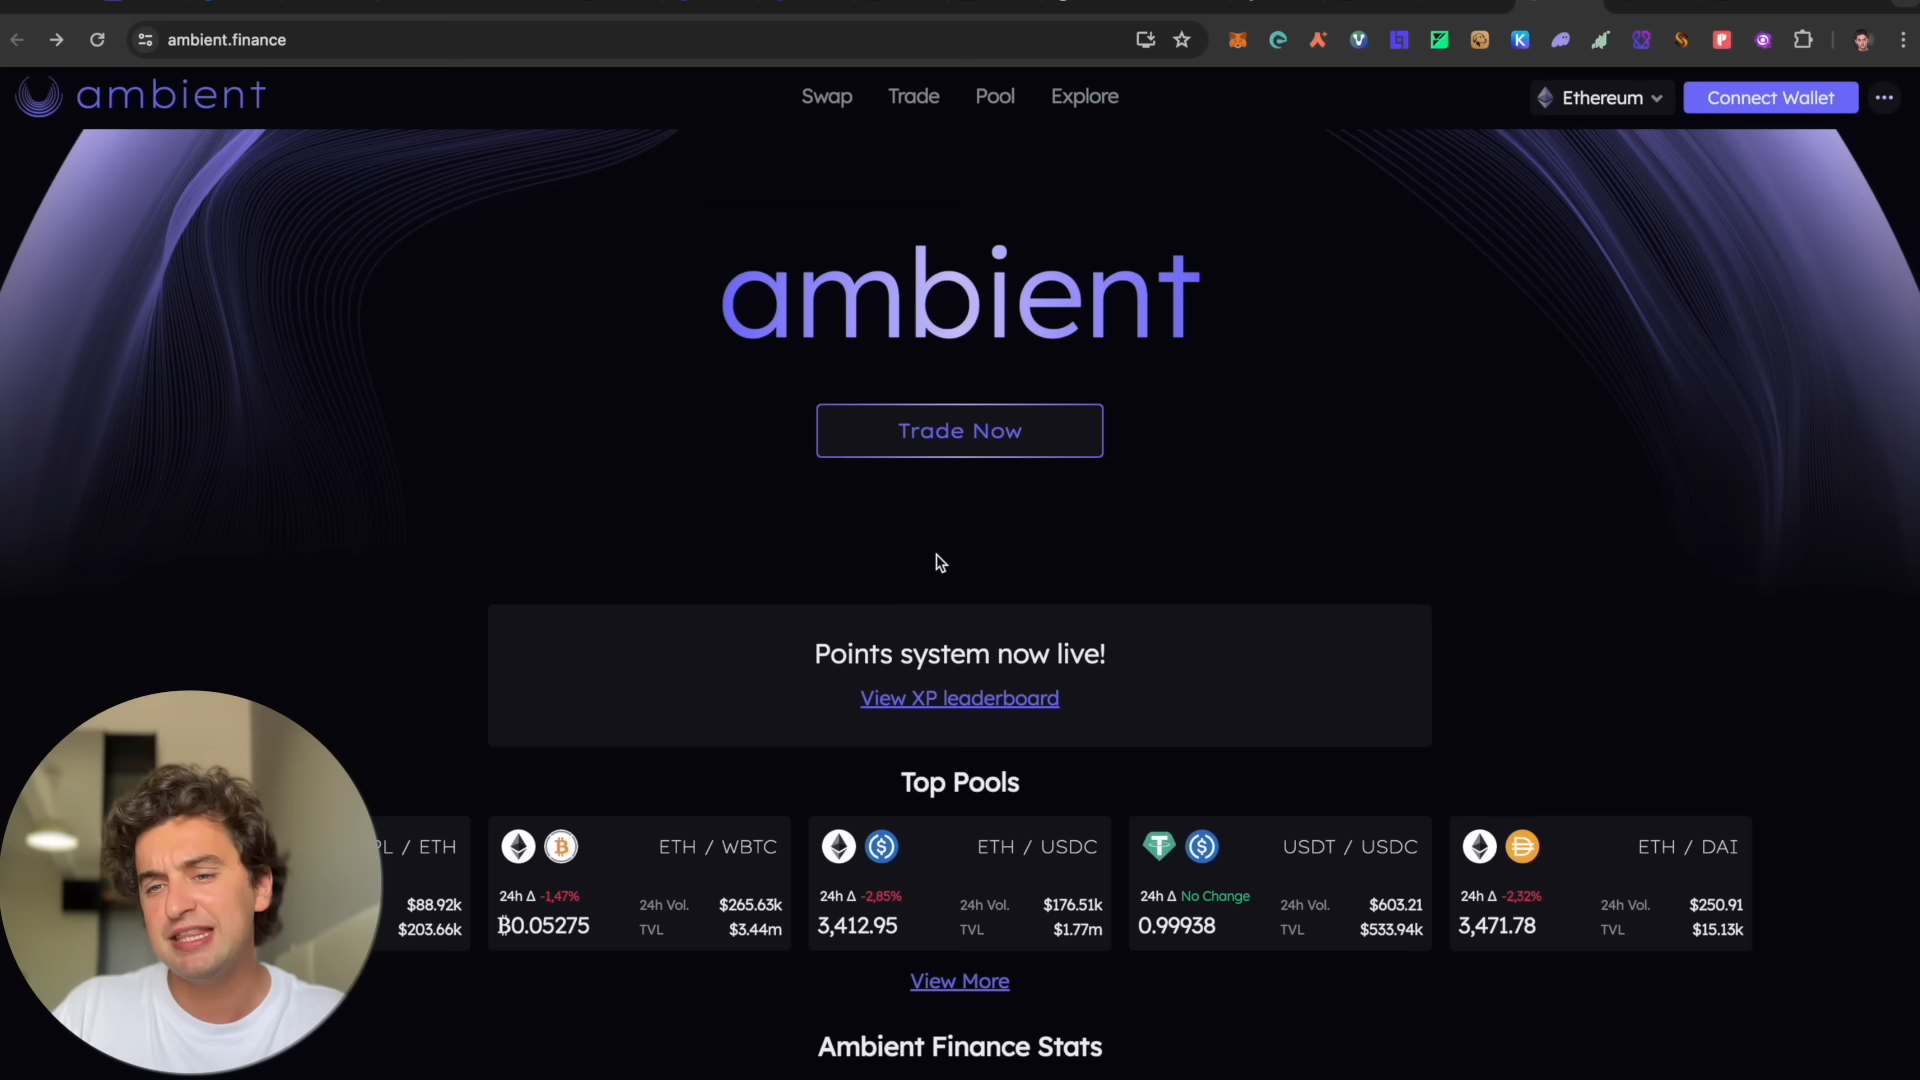 ambient.finance
ambient
Swap Trade Pool Explore
Ethereum
Connect Wallet
ambient
Trade Now
Points system now live!
View XP leaderboard
Top Pools
PL / ETH
$88.92k
$203.66k
ETH / WBTC
24h Δ -1,47%
24h Vol. $265.63k
₿0.05275
TVL $3.44m
ETH / USDC
24h Δ -2,85%
24h Vol. $176.51k
3,412.95
TVL $1.77m
USDT / USDC
24h Δ No Change
24h Vol. $603.21
0.99938
TVL $533.94k
ETH / DAI
24h Δ -2,32%
24h Vol. $250.91
3,471.78
TVL $15.13k
View More
Ambient Finance Stats